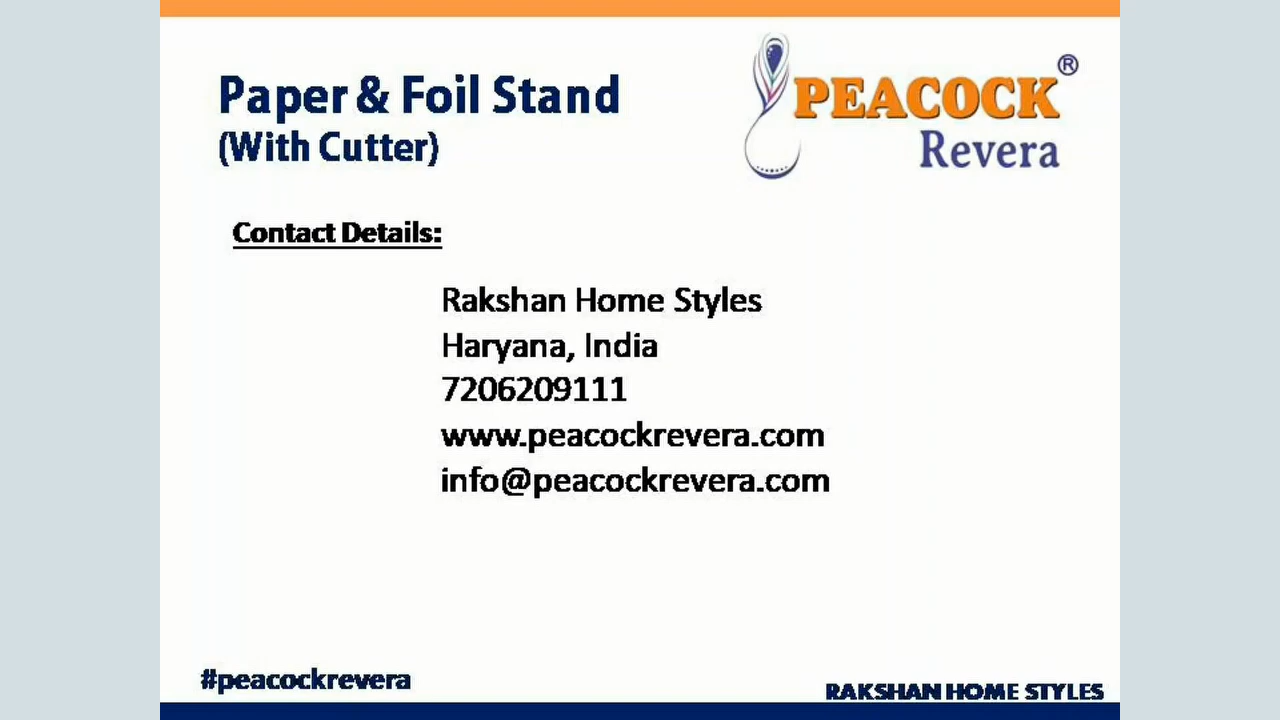 Paper & Foil Stand
(With Cutter)
PEACOCK®
Revera
Contact Details:
Rakshan Home Styles
Haryana, India
7206209111
www.peacockrevera.com
info@peacockrevera.com
#peacockrevera
RAKSHAN HOME STYLES